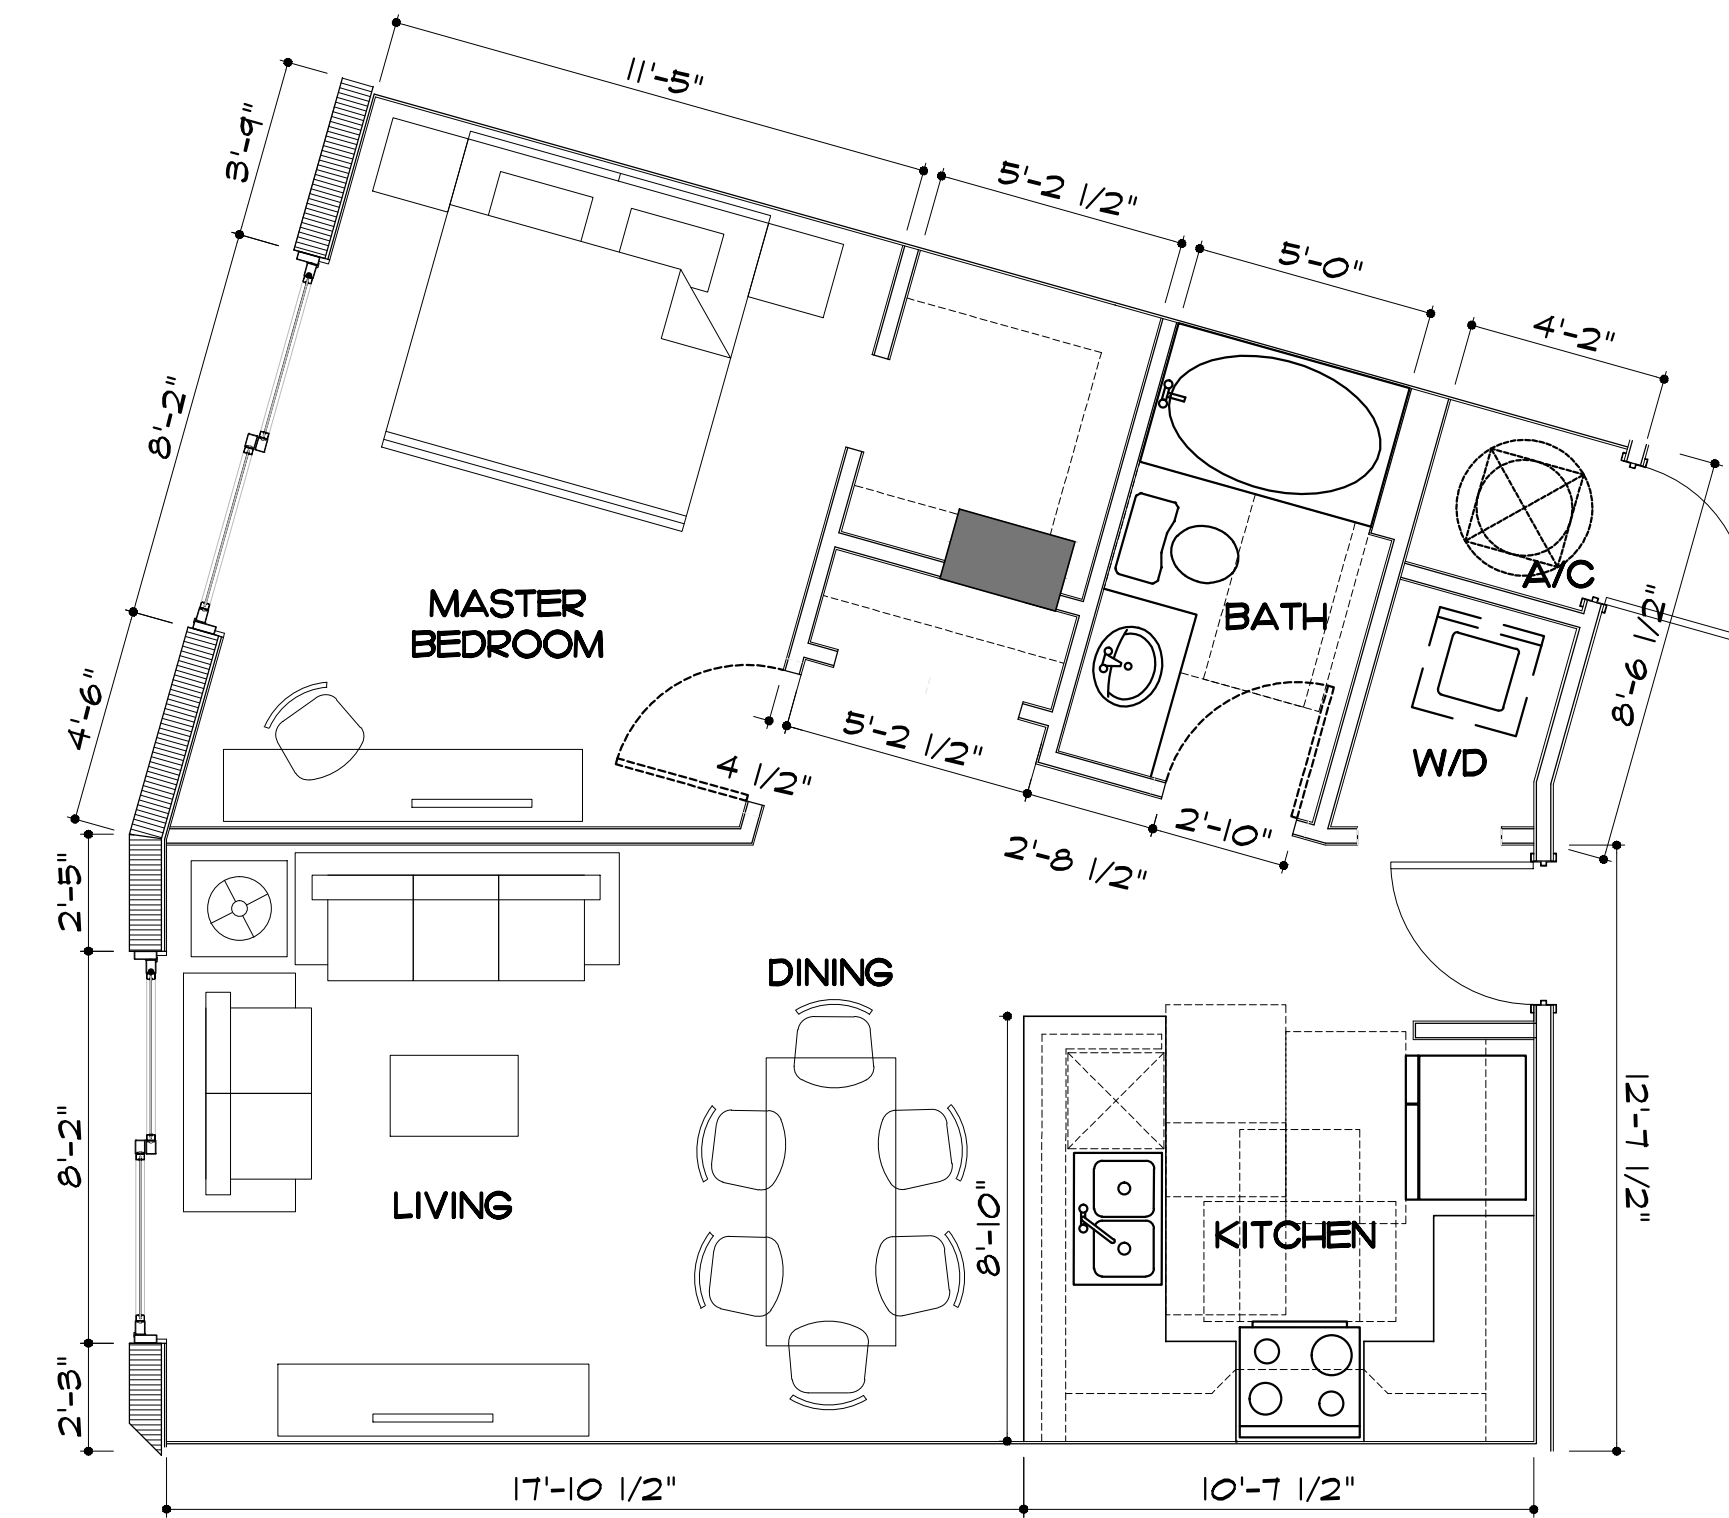 11'-5"
3'-9"
5'-2 1/2"
5'-0"
4'-2"
8'-2"
A/C
MASTER
BEDROOM
BATH
8'-6 1/2"
4'-6"
5'-2 1/2"
W/D
4 1/2"
2'-10"
2'-8 1/2"
2'-5"
DINING
8'-2"
12'-7 1/2"
LIVING
8'-10"
KITCHEN
2'-3"
17'-10 1/2"
10'-7 1/2"